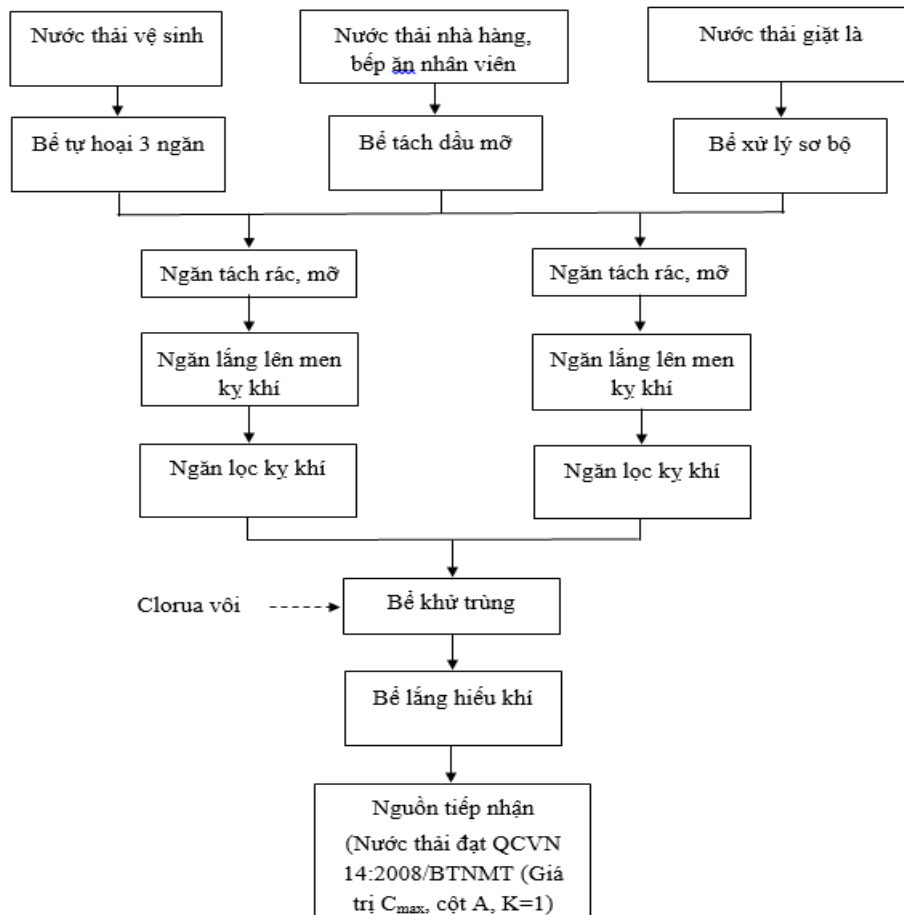 Nước thải vệ sinh
Nước thải nhà hàng,
bếp ăn nhân viên
Nước thải giặt là
Bể tự hoại 3 ngăn
Bể tách dầu mỡ
Bể xử lý sơ bộ
Ngăn tách rác, mỡ
Ngăn tách rác, mỡ
Ngăn lắng lên men
kỵ khí
Ngăn lắng lên men
kỵ khí
Ngăn lọc kỵ khí
Ngăn lọc kỵ khí
Clorua vôi
Bể khử trùng
Bể lắng hiếu khí
Nguồn tiếp nhận
(Nước thải đạt QCVN
14:2008/BTNMT (Giá
trị Cmax, cột A, K=1)